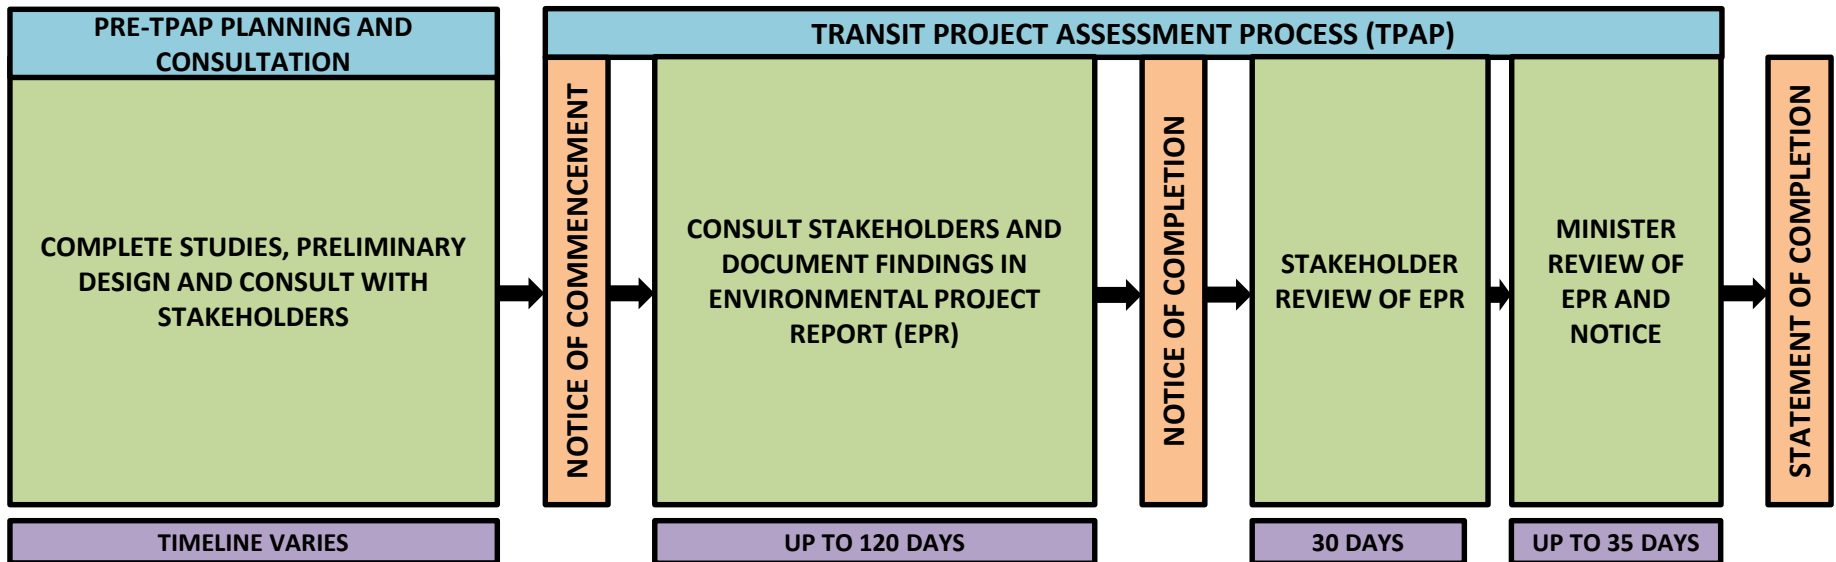 PRE-TPAP PLANNING AND
CONSULTATION
COMPLETE STUDIES, PRELIMINARY
DESIGN AND CONSULT WITH
STAKEHOLDERS
TIMELINE VARIES
TRANSIT PROJECT ASSESSMENT PROCESS (TPAP)
NOTICE OF COMMENCEMENT
CONSULT STAKEHOLDERS AND
DOCUMENT FINDINGS IN
ENVIRONMENTAL PROJECT
REPORT (EPR)
UP TO 120 DAYS
NOTICE OF COMPLETION
STAKEHOLDER
REVIEW OF EPR
30 DAYS
MINISTER
REVIEW OF
EPR AND
NOTICE
UP TO 35 DAYS
STATEMENT OF COMPLETION